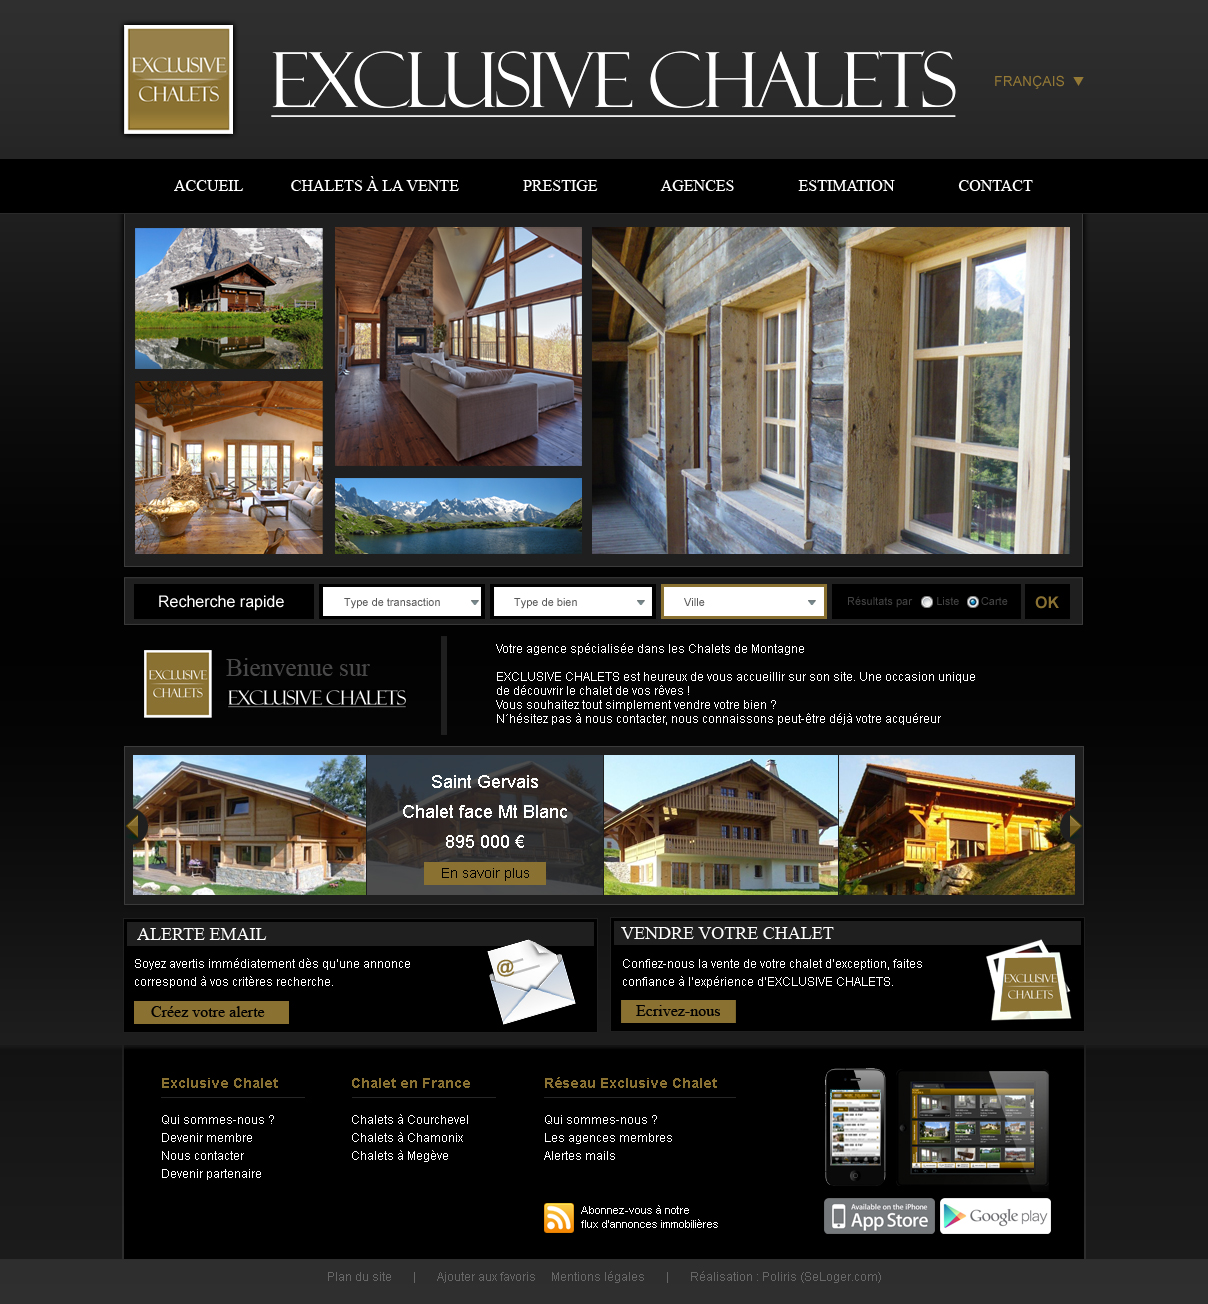 EXCLUSIVE
CHALETS
EXCLUSIVE CHALETS
FRANÇAIS
ACCUEIL CHALETS À LA VENTE PRESTIGE AGENCES ESTIMATION CONTACT
Recherche rapide Type de transaction Type de bien Ville Résultats par Liste Carte OK
EXCLUSIVE
CHALETS
Bienvenue sur
EXCLUSIVE CHALETS
Votre agence spécialisée dans les Chalets de Montagne
EXCLUSIVE CHALETS est heureux de vous accueillir sur son site. Une occasion unique
de découvrir le chalet de vos rêves !
Vous souhaitez tout simplement vendre votre bien ?
N´hésitez pas à nous contacter, nous connaissons peut-être déjà votre acquéreur
Saint Gervais
Chalet face Mt Blanc
895 000 €
En savoir plus
ALERTE EMAIL
Soyez avertis immédiatement dès qu'une annonce
correspond à vos critères recherche.
Créez votre alerte
@
VENDRE VOTRE CHALET
Confiez-nous la vente de votre chalet d'exception, faites
confiance à l'expérience d'EXCLUSIVE CHALETS.
Ecrivez-nous
EXCLUSIVE
CHALETS
Exclusive Chalet
Qui sommes-nous ?
Devenir membre
Nous contacter
Devenir partenaire
Chalet en France
Chalets à Courchevel
Chalets à Chamonix
Chalets à Megève
Réseau Exclusive Chalet
Qui sommes-nous ?
Les agences membres
Alertes mails
Abonnez-vous à notre
flux d'annonces immobilières
Available on the iPhone
App Store
Google play
Plan du site | Ajouter aux favoris Mentions légales | Réalisation : Poliris (SeLoger.com)